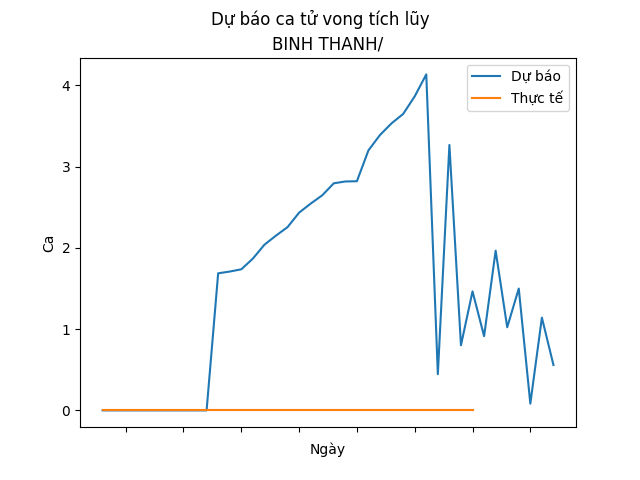 Dự báo ca tử vong tích lũy
BINH THANH/
Dự báo
Thực tế
4
3
2
1
0
Ca
Ngày